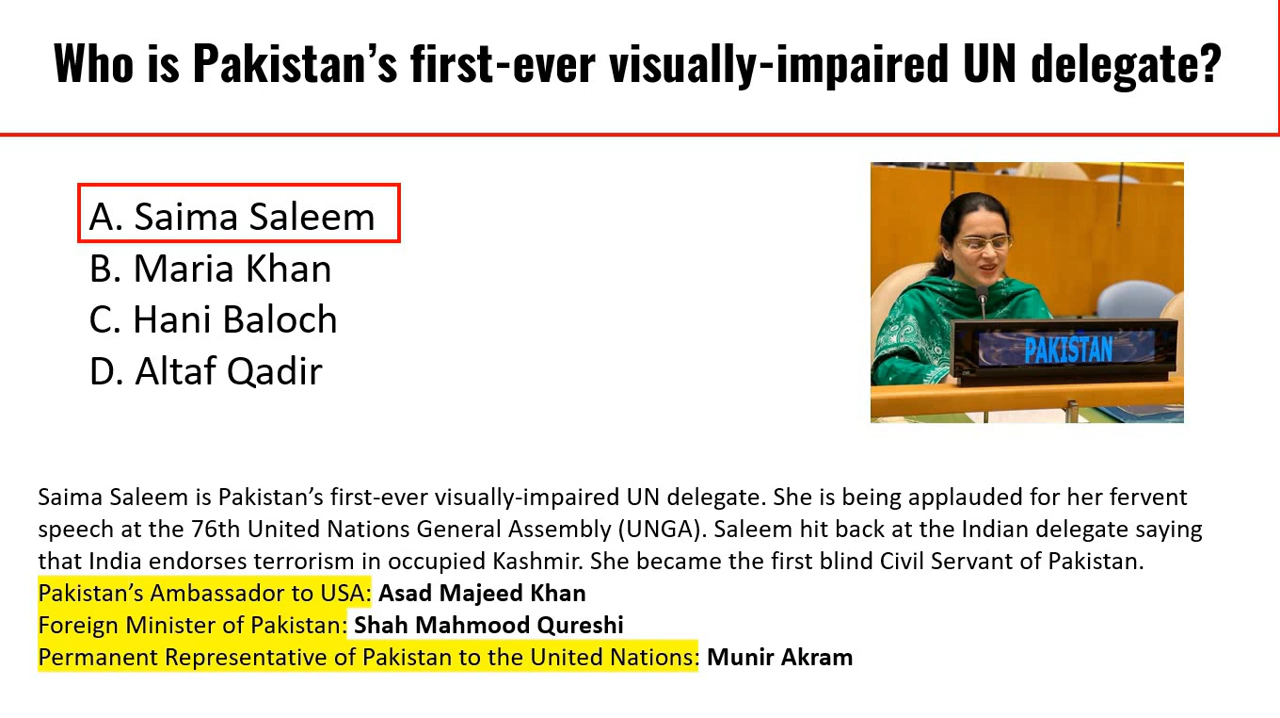 Who is Pakistan’s first-ever visually-impaired UN delegate?
A. Saima Saleem
B. Maria Khan
C. Hani Baloch
D. Altaf Qadir
PAKISTAN
Saima Saleem is Pakistan’s first-ever visually-impaired UN delegate. She is being applauded for her fervent
speech at the 76th United Nations General Assembly (UNGA). Saleem hit back at the Indian delegate saying
that India endorses terrorism in occupied Kashmir. She became the first blind Civil Servant of Pakistan.
Pakistan’s Ambassador to USA: Asad Majeed Khan
Foreign Minister of Pakistan: Shah Mahmood Qureshi
Permanent Representative of Pakistan to the United Nations: Munir Akram